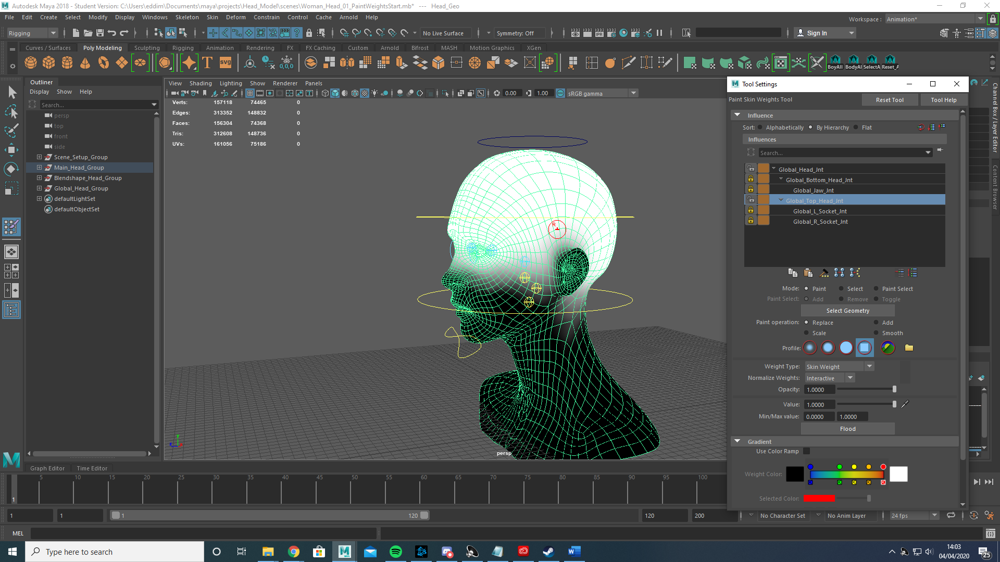 Autodesk Maya 2018 - Student Version: C:\Users\eddim\Documents\maya\projects\Head_Model\scenes\Woman_Head_01_PaintWeightsStart.mb*   ---   Head_Geo
File Edit Create Select Modify Display Windows Skeleton Skin Deform Constrain Control Cache Arnold Help
Workspace : Animation*
Rigging
No Live Surface
Symmetry: Off
Sign In
Curves / Surfaces Poly Modeling Sculpting Rigging Animation Rendering FX FX Caching Custom Arnold Bifrost MASH Motion Graphics XGen
T svg 0,0,0 BoyAll BodyAl SelectA Reset_A
Outliner
Display Show Help
Search...
persp
top
front
side
Scene_Setup_Group
Main_Head_Group
Blendshape_Head_Group
Global_Head_Group
defaultLightSet
defaultObjectSet
View Shading Lighting Show Renderer Panels
0.00 1.00 sRGB gamma
Verts: 157118 74465 0
Edges: 313352 148832 0
Faces: 156304 74368 0
Tris: 312608 148736 0
UVs: 161056 75186 0
R
persp
Tool Settings
Paint Skin Weights Tool
Reset Tool Tool Help
Influence
Sort: Alphabetically By Hierarchy Flat
Influences
Search...
Global_Head_Jnt
Global_Bottom_Head_Jnt
Global_Jaw_Jnt
Global_Top_Head_Jnt
Global_L_Socket_Jnt
Global_R_Socket_Jnt
Mode: Paint Select Paint Select
Paint Select: Add Remove Toggle
Select Geometry
Paint operation: Replace Add
Scale Smooth
Profile:
Weight Type: Skin Weight
Normalize Weights: Interactive
Opacity: 1.0000
Value: 1.0000
Min/Max value: 0.0000 1.0000
Flood
Gradient
Use Color Ramp
Weight Color:
Selected Color:
Channel Box / Layer Editor
Content Browser
Graph Editor Time Editor
5 10 15 20 25 30 35 40 45 50 55 60 65 70 75 80 85 90 95 100
1
1 1 1 120 120 200 No Character Set No Anim Layer 24 fps
MEL
Type here to search
14:03
04/04/2020
25